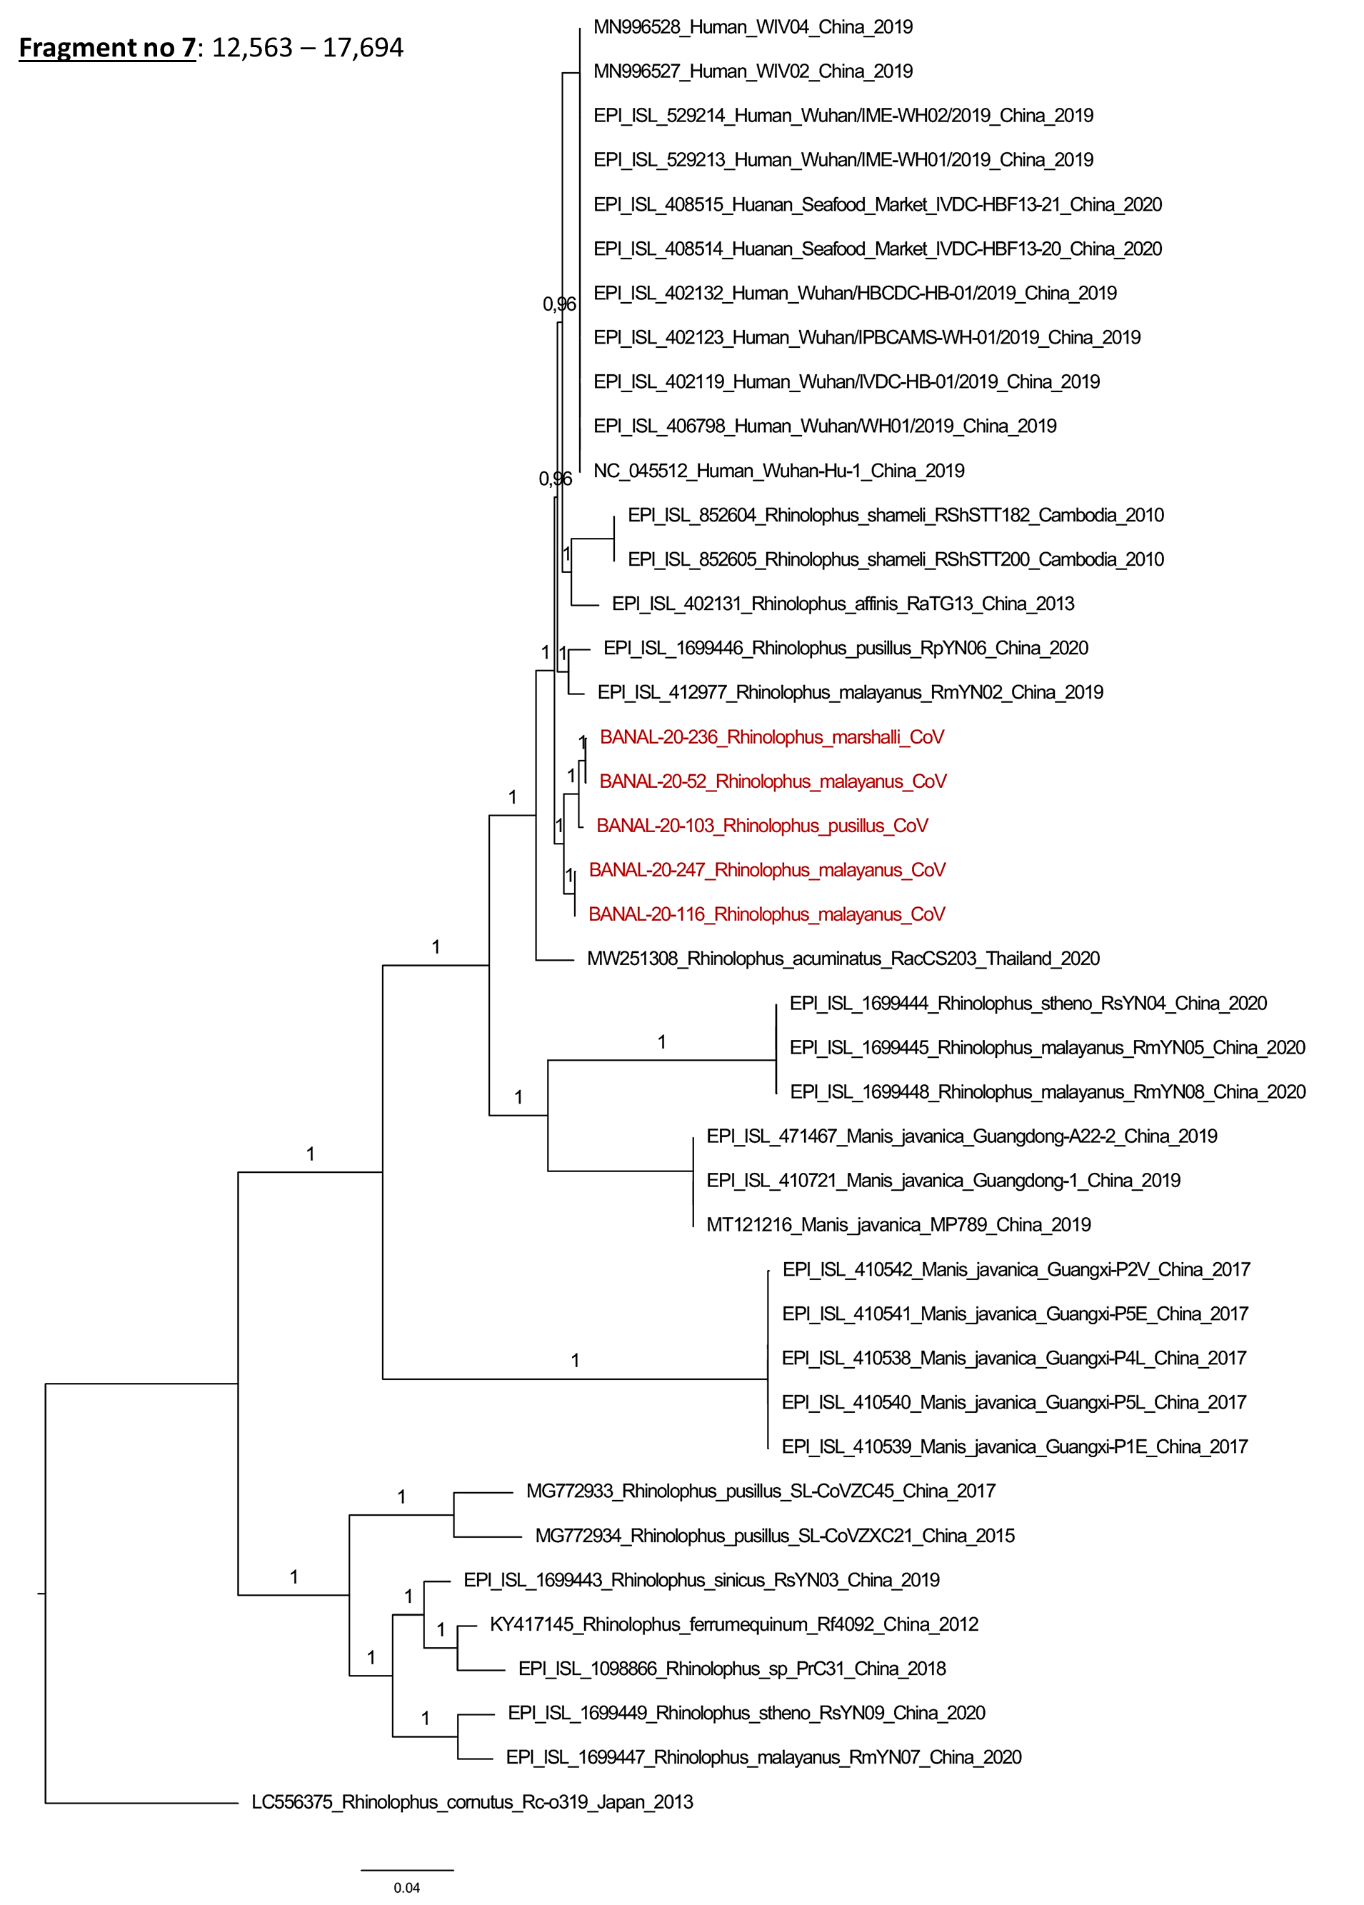 Fragment no 7: 12,563 – 17,694
MN996528_Human_WIV04_China_2019
MN996527_Human_WIV02_China_2019
EPI_ISL_529214_Human_Wuhan/IME-WH02/2019_China_2019
EPI_ISL_529213_Human_Wuhan/IME-WH01/2019_China_2019
EPI_ISL_408515_Huanan_Seafood_Market_IVDC-HBF13-21_China_2020
EPI_ISL_408514_Huanan_Seafood_Market_IVDC-HBF13-20_China_2020
EPI_ISL_402132_Human_Wuhan/HBCDC-HB-01/2019_China_2019
0,96
EPI_ISL_402123_Human_Wuhan/IPBCAMS-WH-01/2019_China_2019
EPI_ISL_402119_Human_Wuhan/IVDC-HB-01/2019_China_2019
EPI_ISL_406798_Human_Wuhan/WH01/2019_China_2019
NC_045512_Human_Wuhan-Hu-1_China_2019
0,96
EPI_ISL_852604_Rhinolophus_shameli_RShSTT182_Cambodia_2010
1
EPI_ISL_852605_Rhinolophus_shameli_RShSTT200_Cambodia_2010
EPI_ISL_402131_Rhinolophus_affinis_RaTG13_China_2013
1
1
EPI_ISL_1699446_Rhinolophus_pusillus_RpYN06_China_2020
EPI_ISL_412977_Rhinolophus_malayanus_RmYN02_China_2019
1
BANAL-20-236_Rhinolophus_marshalli_CoV
1
BANAL-20-52_Rhinolophus_malayanus_CoV
1
1
BANAL-20-103_Rhinolophus_pusillus_CoV
1
BANAL-20-247_Rhinolophus_malayanus_CoV
BANAL-20-116_Rhinolophus_malayanus_CoV
1
MW251308_Rhinolophus_acuminatus_RacCS203_Thailand_2020
EPI_ISL_1699444_Rhinolophus_stheno_RsYN04_China_2020
1
EPI_ISL_1699445_Rhinolophus_malayanus_RmYN05_China_2020
1
EPI_ISL_1699448_Rhinolophus_malayanus_RmYN08_China_2020
EPI_ISL_471467_Manis_javanica_Guangdong-A22-2_China_2019
1
EPI_ISL_410721_Manis_javanica_Guangdong-1_China_2019
MT121216_Manis_javanica_MP789_China_2019
EPI_ISL_410542_Manis_javanica_Guangxi-P2V_China_2017
EPI_ISL_410541_Manis_javanica_Guangxi-P5E_China_2017
1
EPI_ISL_410538_Manis_javanica_Guangxi-P4L_China_2017
EPI_ISL_410540_Manis_javanica_Guangxi-P5L_China_2017
EPI_ISL_410539_Manis_javanica_Guangxi-P1E_China_2017
1
MG772933_Rhinolophus_pusillus_SL-CoVZC45_China_2017
MG772934_Rhinolophus_pusillus_SL-CoVZXC21_China_2015
1
EPI_ISL_1699443_Rhinolophus_sinicus_RsYN03_China_2019
1
1
KY417145_Rhinolophus_ferrumequinum_Rf4092_China_2012
1
EPI_ISL_1098866_Rhinolophus_sp_PrC31_China_2018
1
EPI_ISL_1699449_Rhinolophus_stheno_RsYN09_China_2020
EPI_ISL_1699447_Rhinolophus_malayanus_RmYN07_China_2020
LC556375_Rhinolophus_cornutus_Rc-o319_Japan_2013
0.04